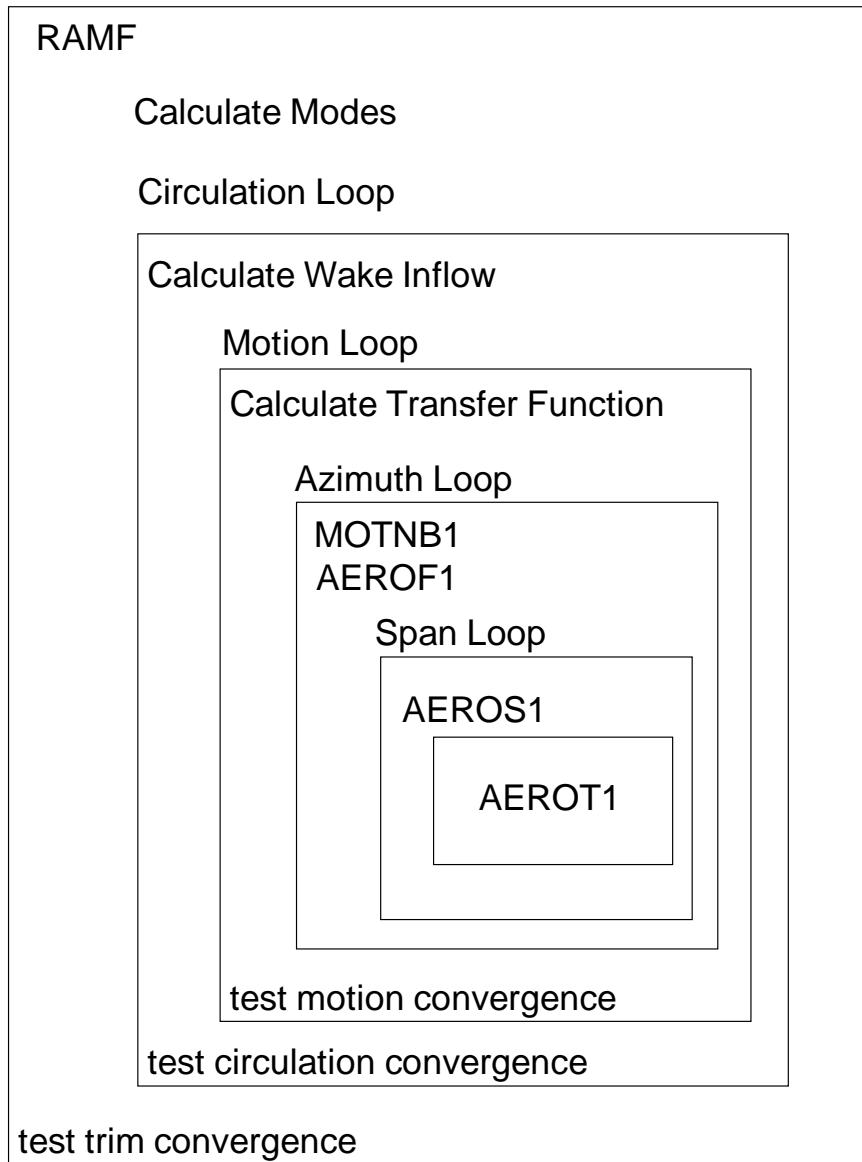 RAMF
Calculate Modes
Circulation Loop
Calculate Wake Inflow
Motion Loop
Calculate Transfer Function
Azimuth Loop
MOTNB1
AEROF1
Span Loop
AEROS1
AEROT1
test motion convergence
test circulation convergence
test trim convergence